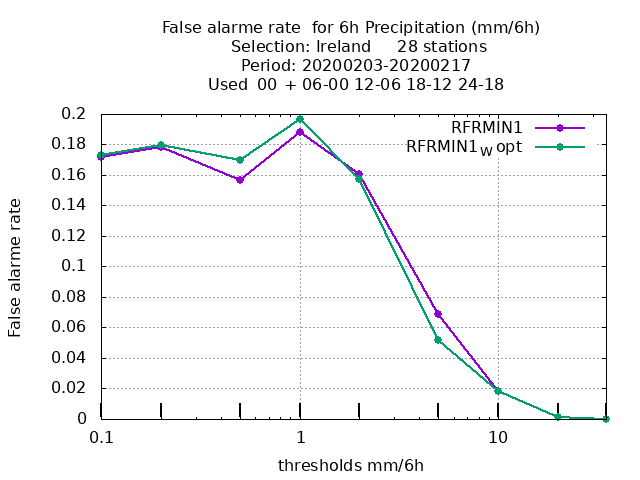 False alarme rate  for 6h Precipitation (mm/6h)
Selection: Ireland     28 stations
Period: 20200203-20200217
Used  00  + 06-00 12-06 18-12 24-18
RFRMIN1
RFRMIN1W opt
0.2
0.18
0.16
0.14
0.12
0.1
0.08
0.06
0.04
0.02
0
False alarme rate
0.1 1 10
thresholds mm/6h